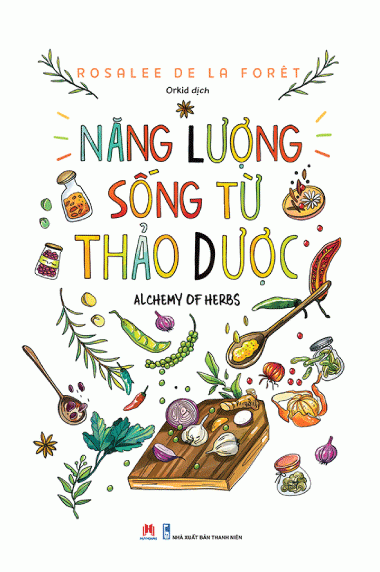 ROSALEE DE LA FORÊT
Orkid dịch
NĂNG LƯỢNG
SỐNG TỪ
THẢO DƯỢC
ALCHEMY OF HERBS
NHÀ XUẤT BẢN THANH NIÊN